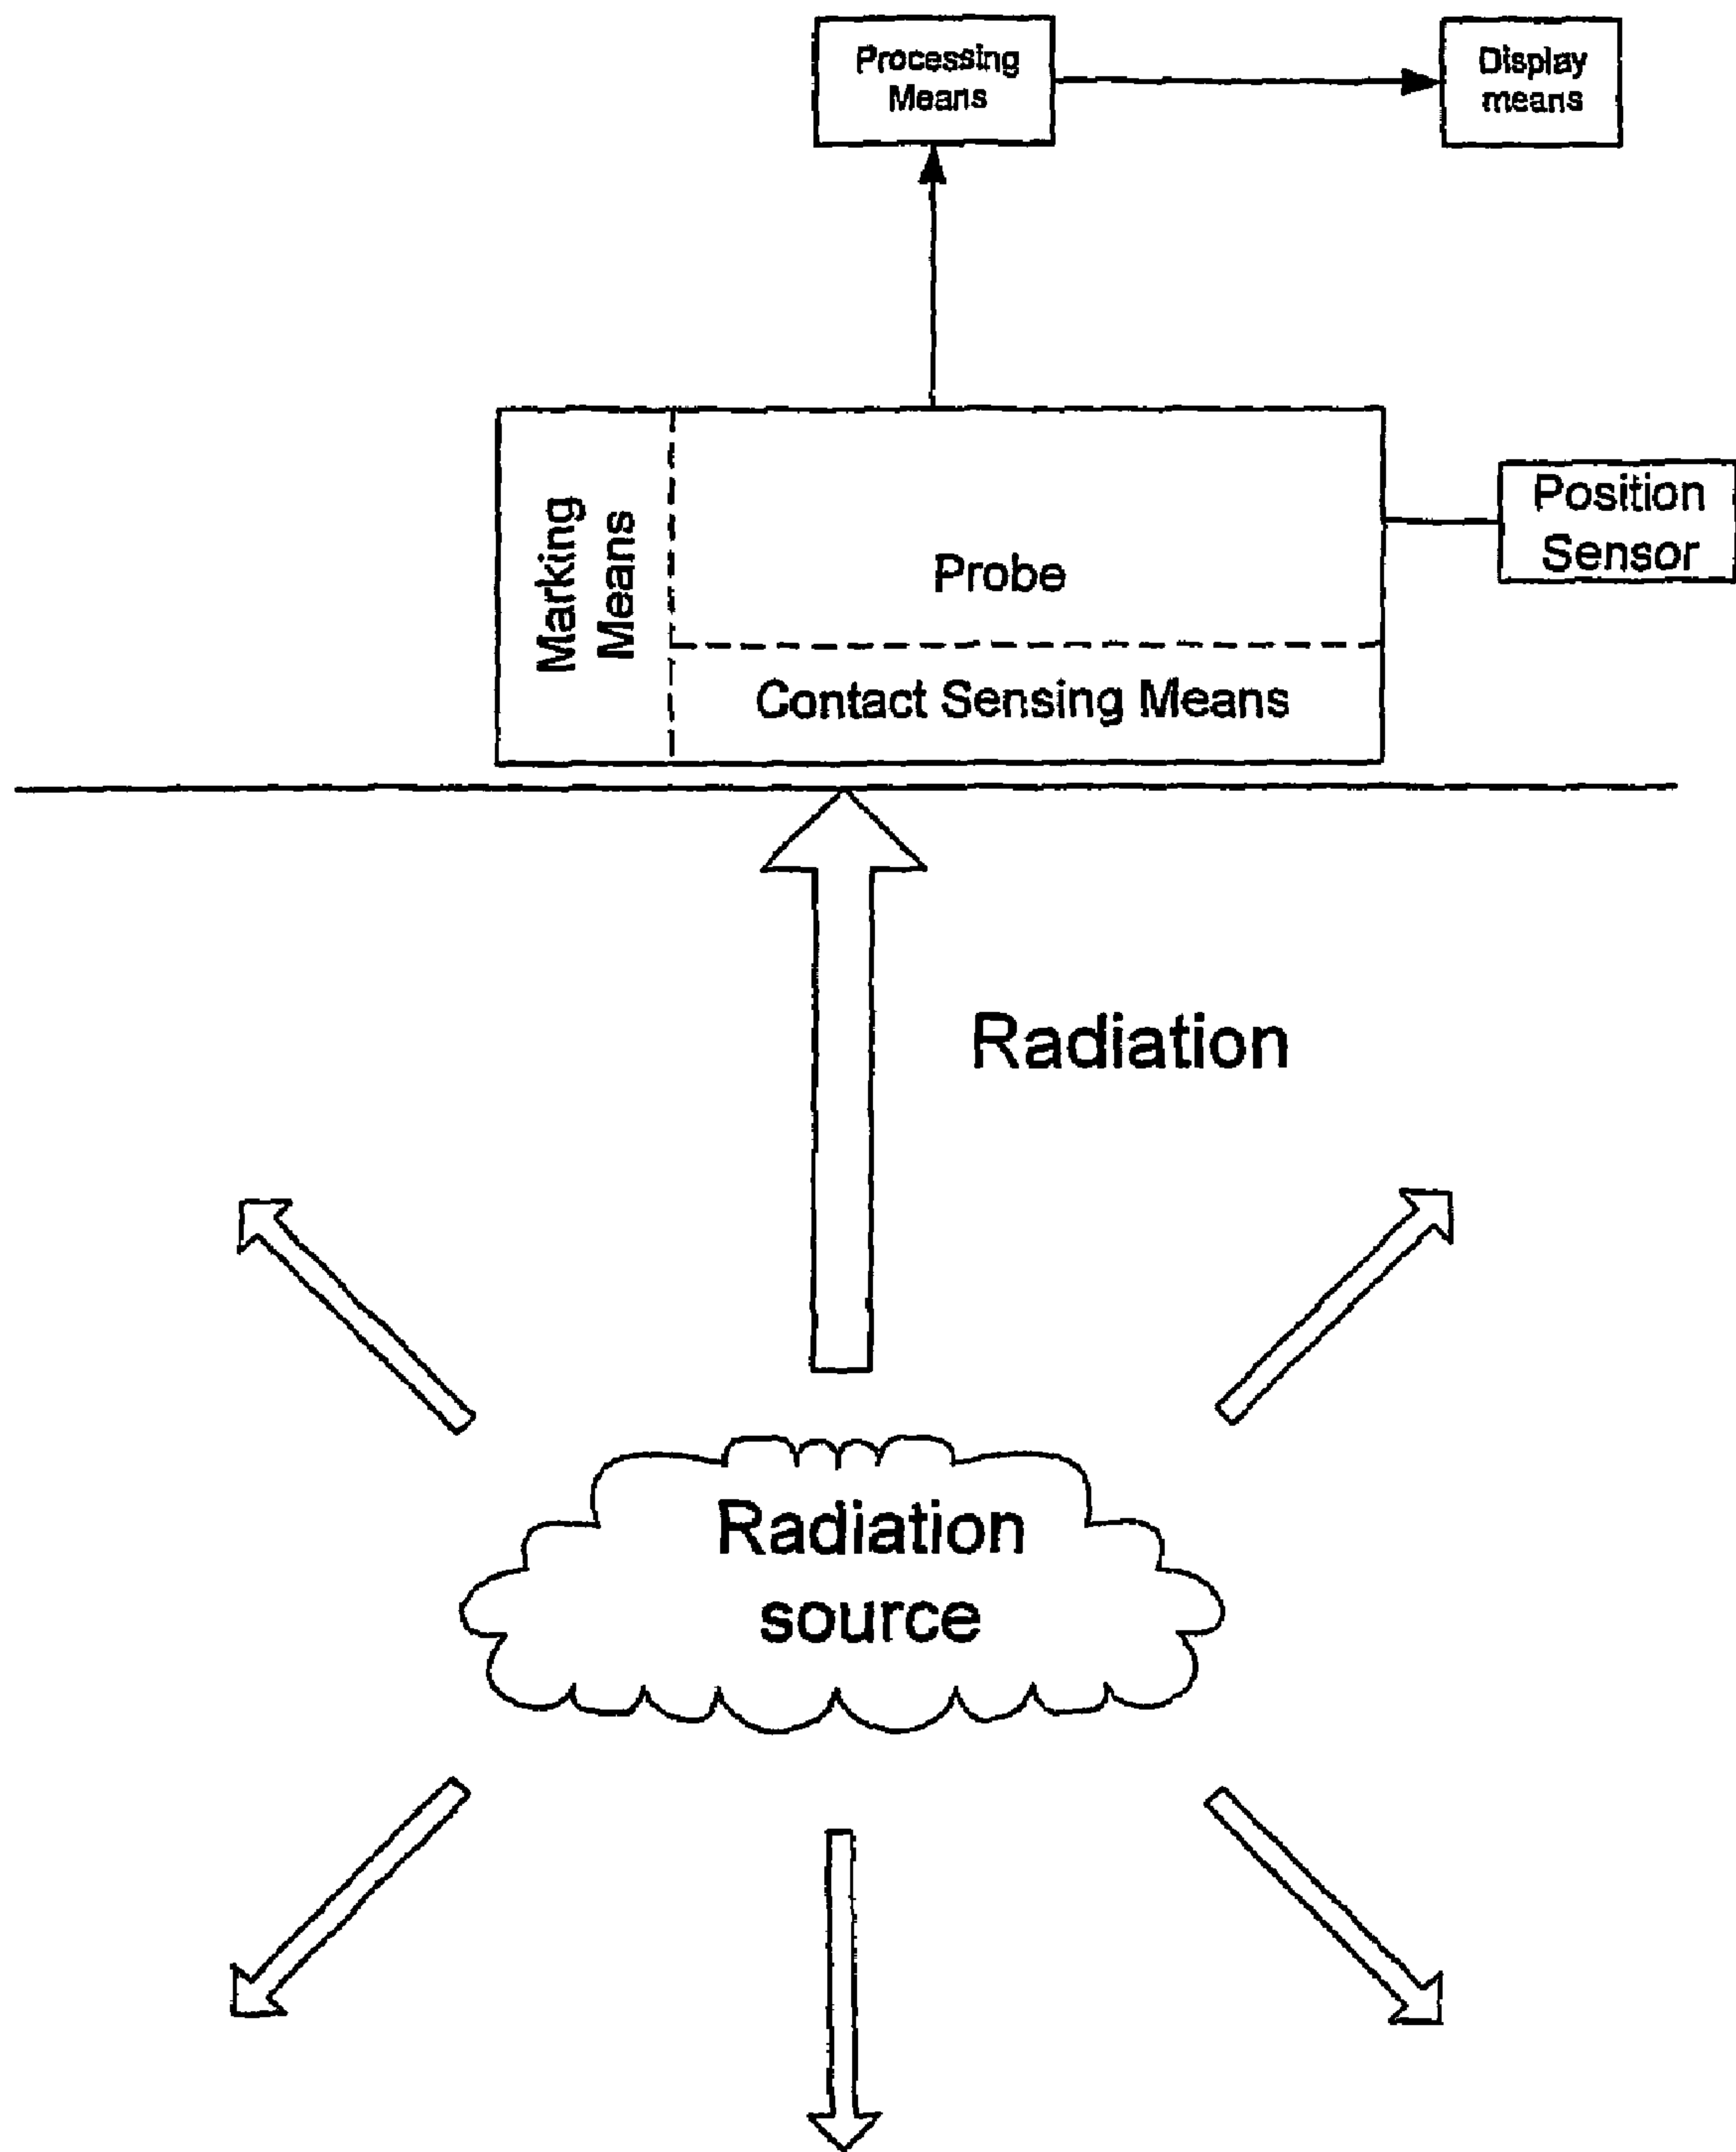 Processing
Means
Display
means
Marking
Means
Probe
Contact Sensing Means
Position
Sensor
Radiation
Radiation
source